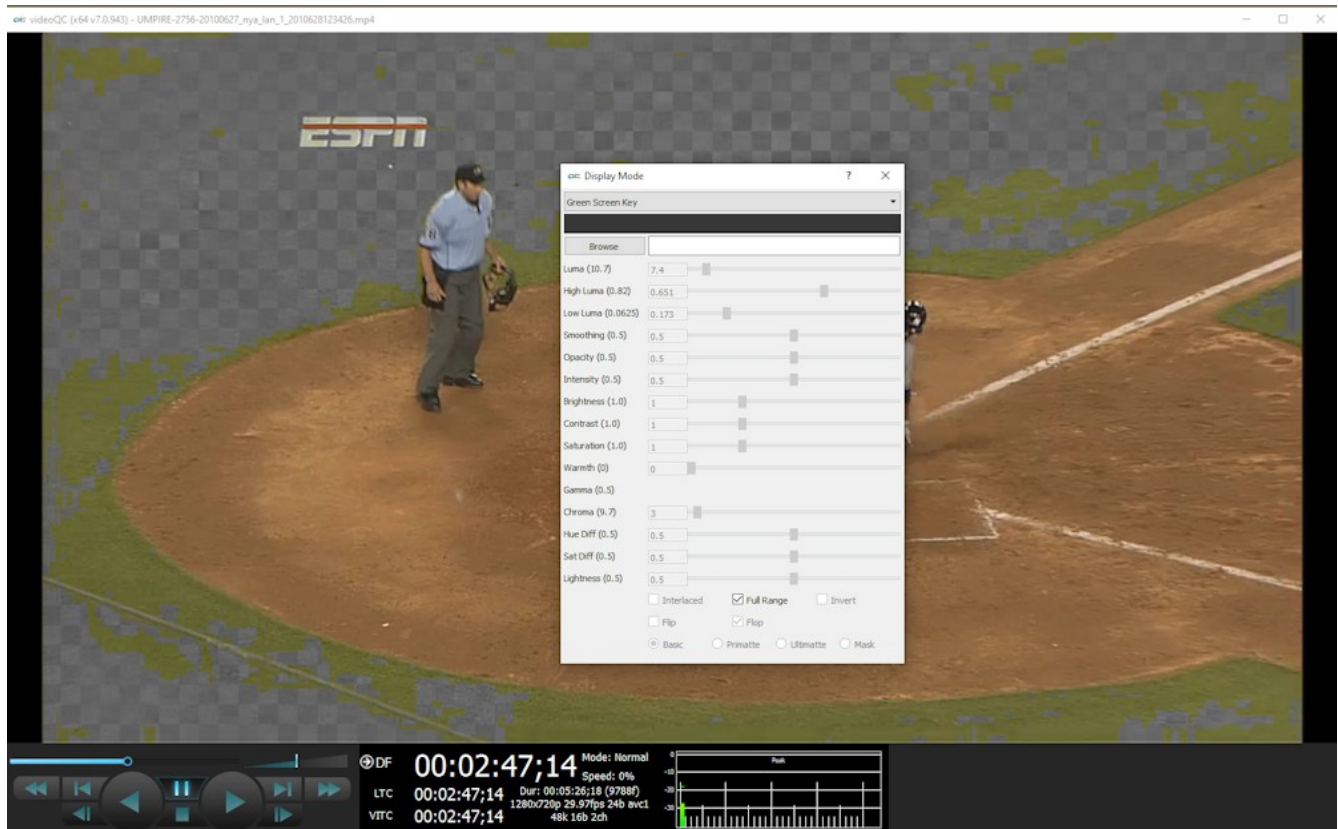 videoQC (x64 v7.0.943) - UMPIRE-2756-20100627_nya_lan_1_2010628123426.mp4
ESPN
Display Mode
Green Screen Key
Browse
Luma (10.7) 7.4
High Luma (0.82) 0.651
Low Luma (0.0625) 0.173
Smoothing (0.5) 0.5
Opacity (0.5) 0.5
Intensity (0.5) 0.5
Brightness (1.0) 1
Contrast (1.0) 1
Saturation (1.0) 1
Warmth (0) 0
Gamma (0.5)
Chroma (9.7) 3
Hue Diff (0.5) 0.5
Sat Diff (0.5) 0.5
Lightness (0.5) 0.5
Interlaced Full Range Invert
Flip Flop
Basic Primatte Ultimatte Mask
DF 00:02:47;14 Mode: Normal
Speed: 0%
LTC 00:02:47;14 Dur: 00:05:26;18 (9788f)
1280x720p 29.97fps 24b avc1
VITC 00:02:47;14 48k 16b 2ch
Peak
0
-10
-20
-30